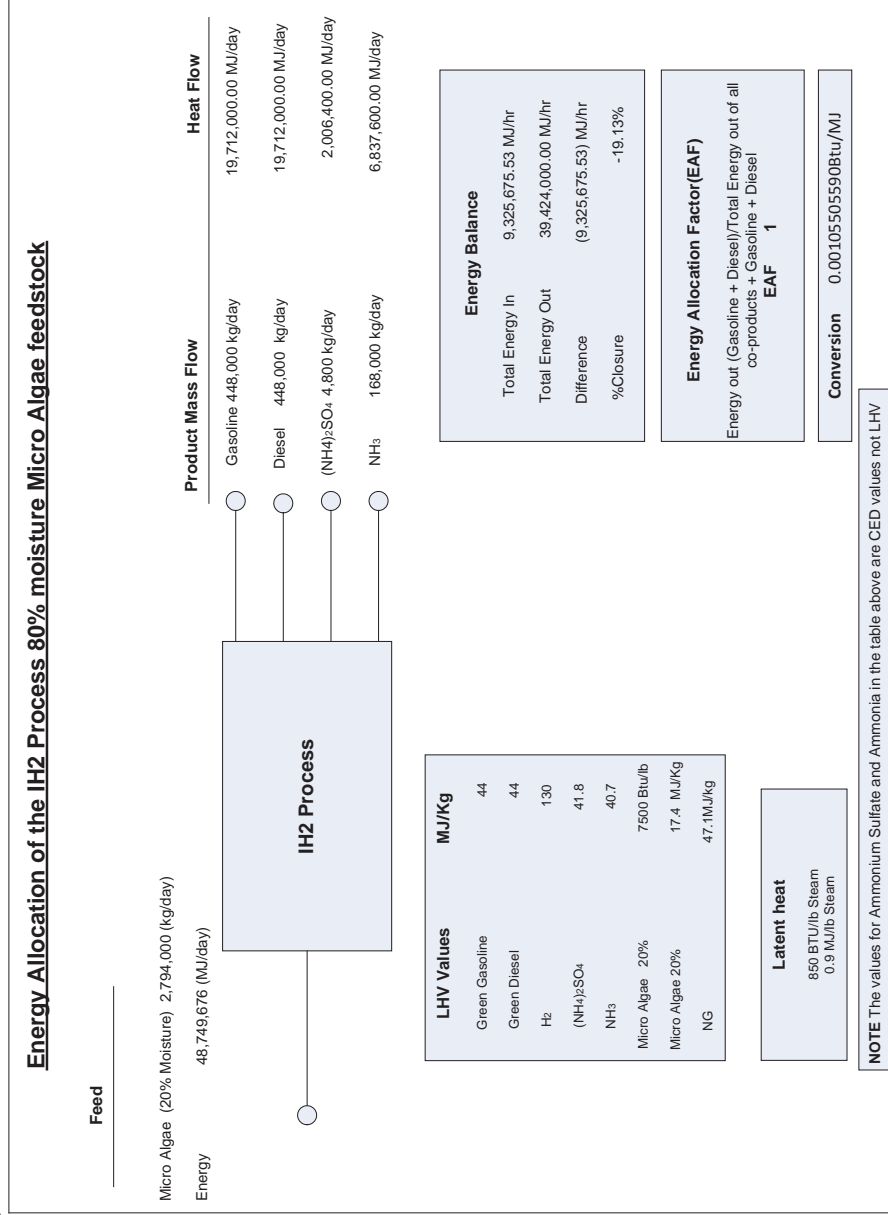 Energy Allocation of the IH2 Process 80% moisture Micro Algae feedstock
Feed
Micro Algae (20% Moisture) 2,794,000 (kg/day)
Energy 48,749,676 (MJ/day)
IH2 Process
Product Mass Flow Heat Flow
Gasoline 448,000 kg/day 19,712,000.00 MJ/day
Diesel 448,000 kg/day 19,712,000.00 MJ/day
(NH4)2SO4 4,800 kg/day 2,006,400.00 MJ/day
NH3 168,000 kg/day 6,837,600.00 MJ/day
LHV Values MJ/Kg
Green Gasoline 44
Green Diesel 44
H2 130
(NH4)2SO4 41.8
NH3 40.7
Micro Algae 20% 7500 Btu/lb
Micro Algae 20% 17.4 MJ/Kg
NG 47.1MJ/kg
Energy Balance
Total Energy In 9,325,675.53 MJ/hr
Total Energy Out 39,424,000.00 MJ/hr
Difference (9,325,675.53) MJ/hr
%Closure -19.13%
Latent heat
850 BTU/lb Steam
0.9 MJ/lb Steam
Energy Allocation Factor(EAF)
Energy out (Gasoline + Diesel)/Total Energy out of all
co-products + Gasoline + Diesel
EAF 1
Conversion 0.00105505590Btu/MJ
NOTE The values for Ammonium Sulfate and Ammonia in the table above are CED values not LHV